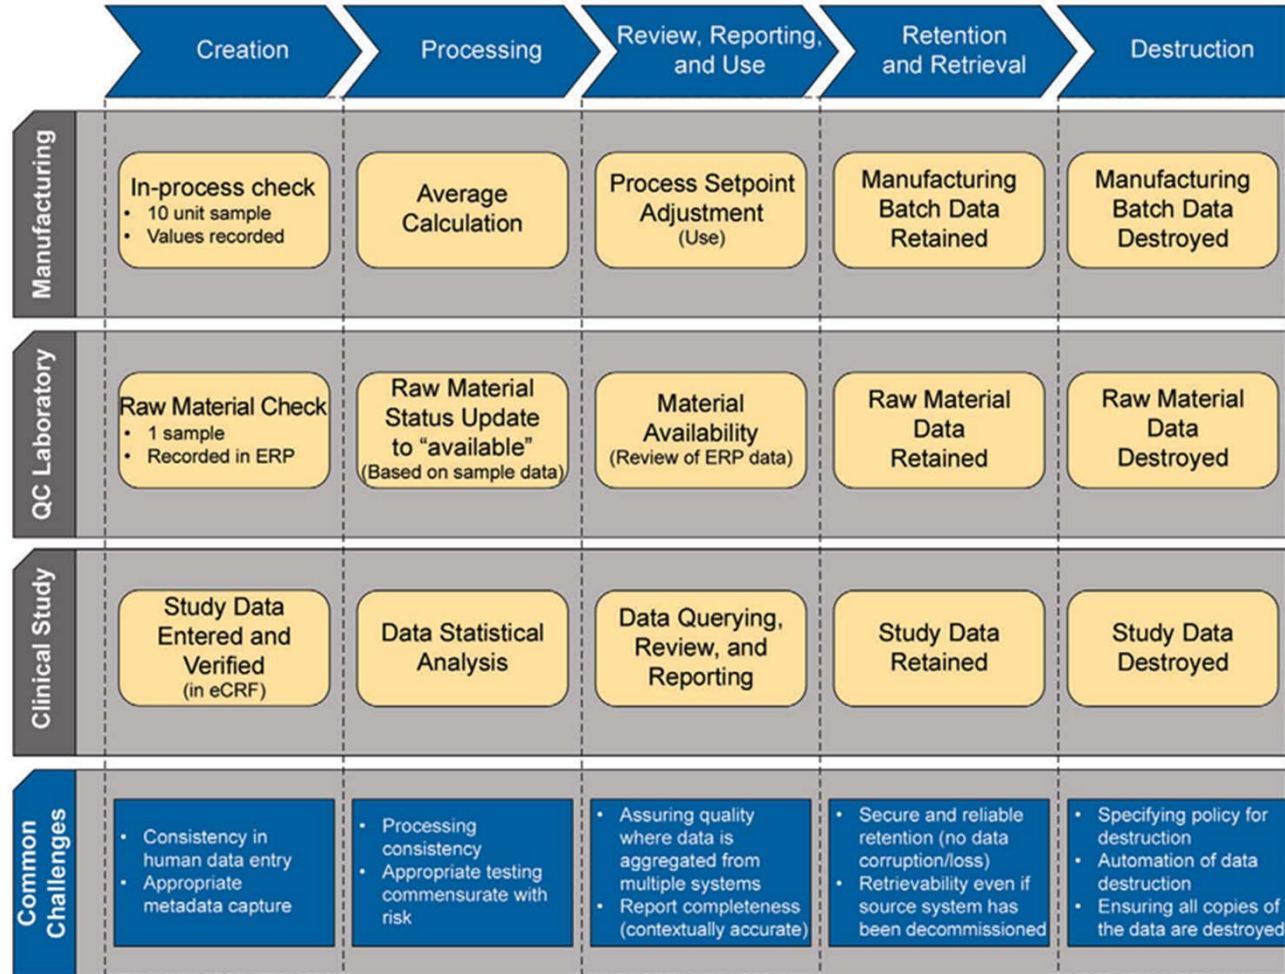 Creation
Processing
Review, Reporting,
and Use
Retention
and Retrieval
Destruction
Manufacturing
In-process check
• 10 unit sample
• Values recorded
Average
Calculation
Process Setpoint
Adjustment
(Use)
Manufacturing
Batch Data
Retained
Manufacturing
Batch Data
Destroyed
QC Laboratory
Raw Material Check
• 1 sample
• Recorded in ERP
Raw Material
Status Update
to “available”
(Based on sample data)
Material
Availability
(Review of ERP data)
Raw Material
Data
Retained
Raw Material
Data
Destroyed
Clinical Study
Study Data
Entered and
Verified
(in eCRF)
Data Statistical
Analysis
Data Querying,
Review, and
Reporting
Study Data
Retained
Study Data
Destroyed
Common
Challenges
• Consistency in
human data entry
• Appropriate
metadata capture
• Processing
consistency
• Appropriate testing
commensurate with
risk
• Assuring quality
where data is
aggregated from
multiple systems
• Report completeness
(contextually accurate)
• Secure and reliable
retention (no data
corruption/loss)
• Retrievability even if
source system has
been decommissioned
• Specifying policy for
destruction
• Automation of data
destruction
• Ensuring all copies of
the data are destroyed